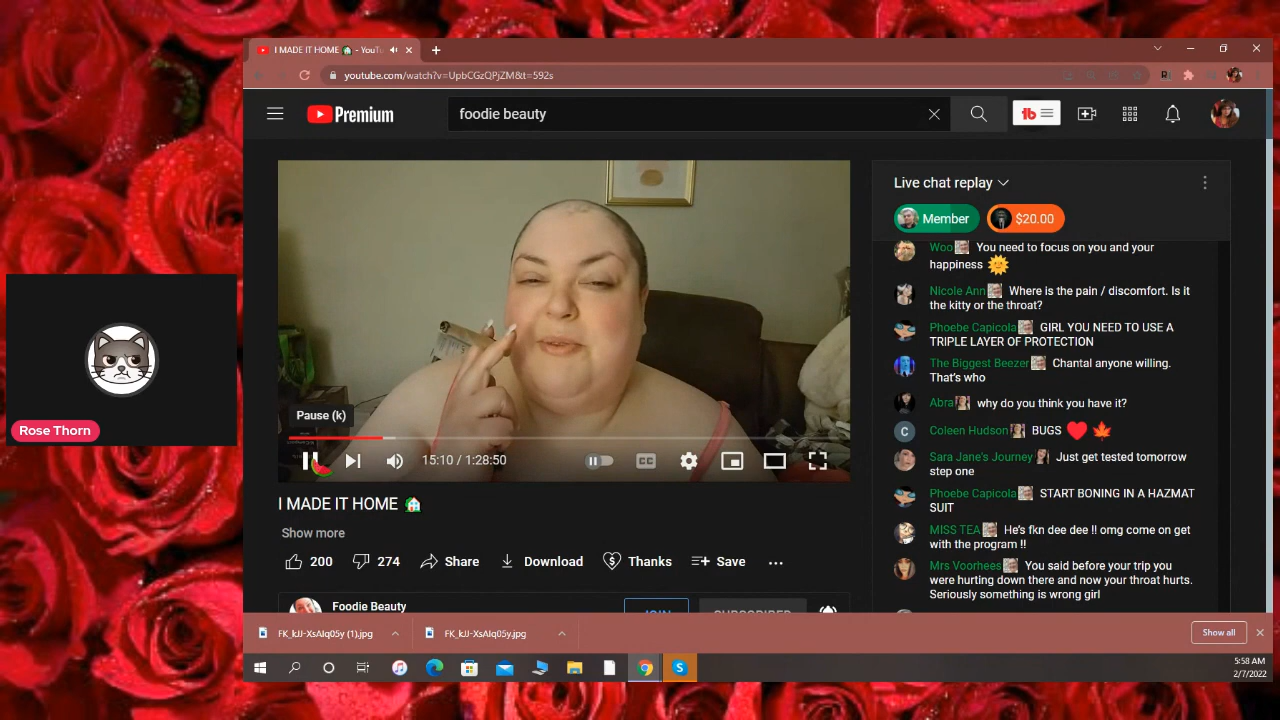 I MADE IT HOME 🏠 - YouTu
youtube.com/watch?v=UpbCGzQPjZM&t=592s
Premium
foodie beauty
Live chat replay
Member
$20.00
Woo You need to focus on you and your
happiness 🌞
Nicole Ann Where is the pain / discomfort. Is it
the kitty or the throat?
Phoebe Capicola GIRL YOU NEED TO USE A
TRIPLE LAYER OF PROTECTION
The Biggest Beezer Chantal anyone willing.
That's who
Abra why do you think you have it?
C
Coleen Hudson BUGS ❤️ 🍁
Sara Jane's Journey Just get tested tomorrow
step one
Phoebe Capicola START BONING IN A HAZMAT
SUIT
MISS TEA He's fkn dee dee !! omg come on get
with the program !!
Mrs Voorhees You said before your trip you
were hurting down there and now your throat hurts.
Seriously something is wrong girl
Pause (k)
15:10 / 1:28:50
CC
I MADE IT HOME 🏠
Show more
200
274
Share
Download
Thanks
Save
Foodie Beauty
JOIN
SUBSCRIBED
Rose Thorn
FK_kJJ-XsAIq05y (1).jpg
FK_kJJ-XsAIq05y.jpg
Show all
5:58 AM
2/7/2022